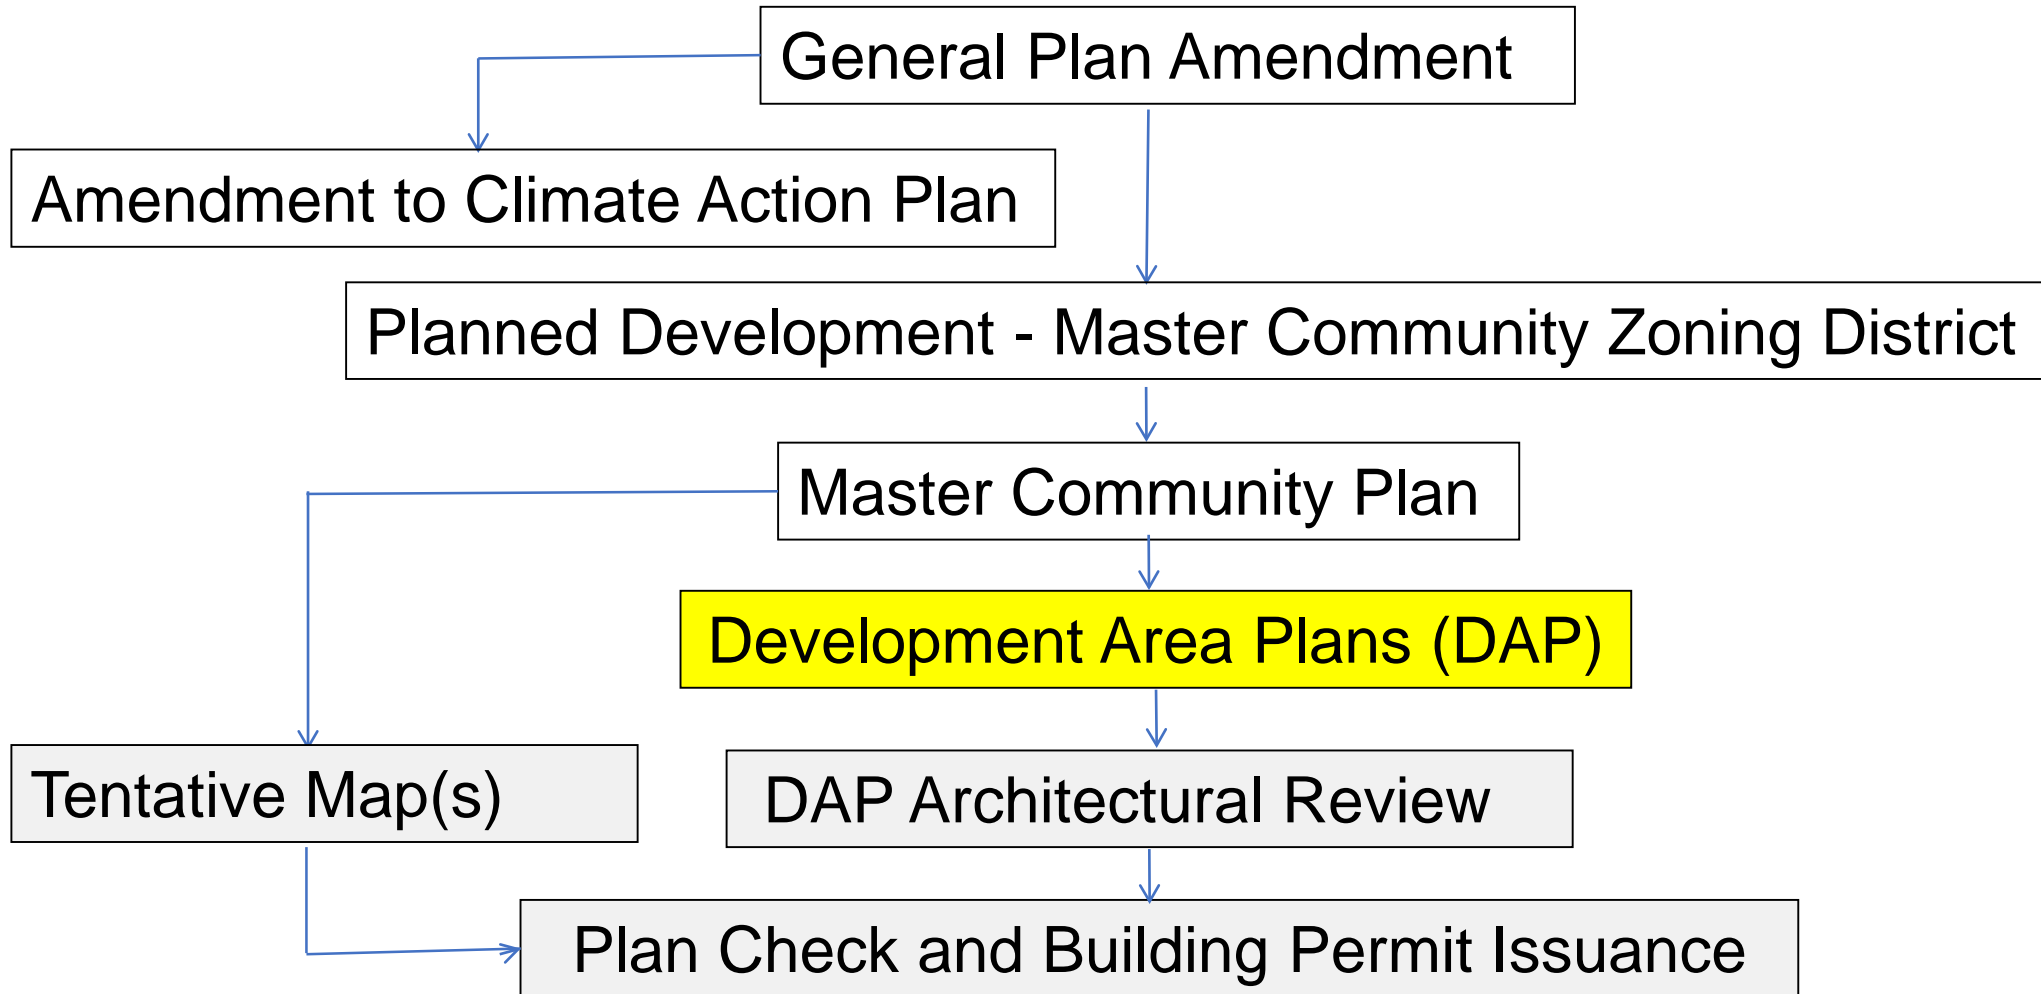 General Plan Amendment
Amendment to Climate Action Plan
Planned Development - Master Community Zoning District
Master Community Plan
Development Area Plans (DAP)
Tentative Map(s)
DAP Architectural Review
Plan Check and Building Permit Issuance